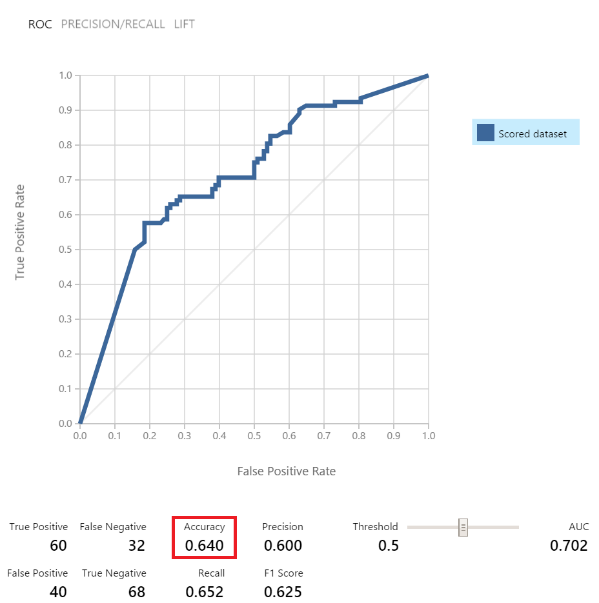 ROC PRECISION/RECALL LIFT
1.0
0.9
0.8
0.7
0.6
0.5
0.4
0.3
0.2
0.1
0.0
True Positive Rate
0.0 0.1 0.2 0.3 0.4 0.5 0.6 0.7 0.8 0.9 1.0
False Positive Rate
Scored dataset
True Positive False Negative Accuracy Precision Threshold AUC
60 32 0.640 0.600 0.5 0.702
False Positive True Negative Recall F1 Score
40 68 0.652 0.625